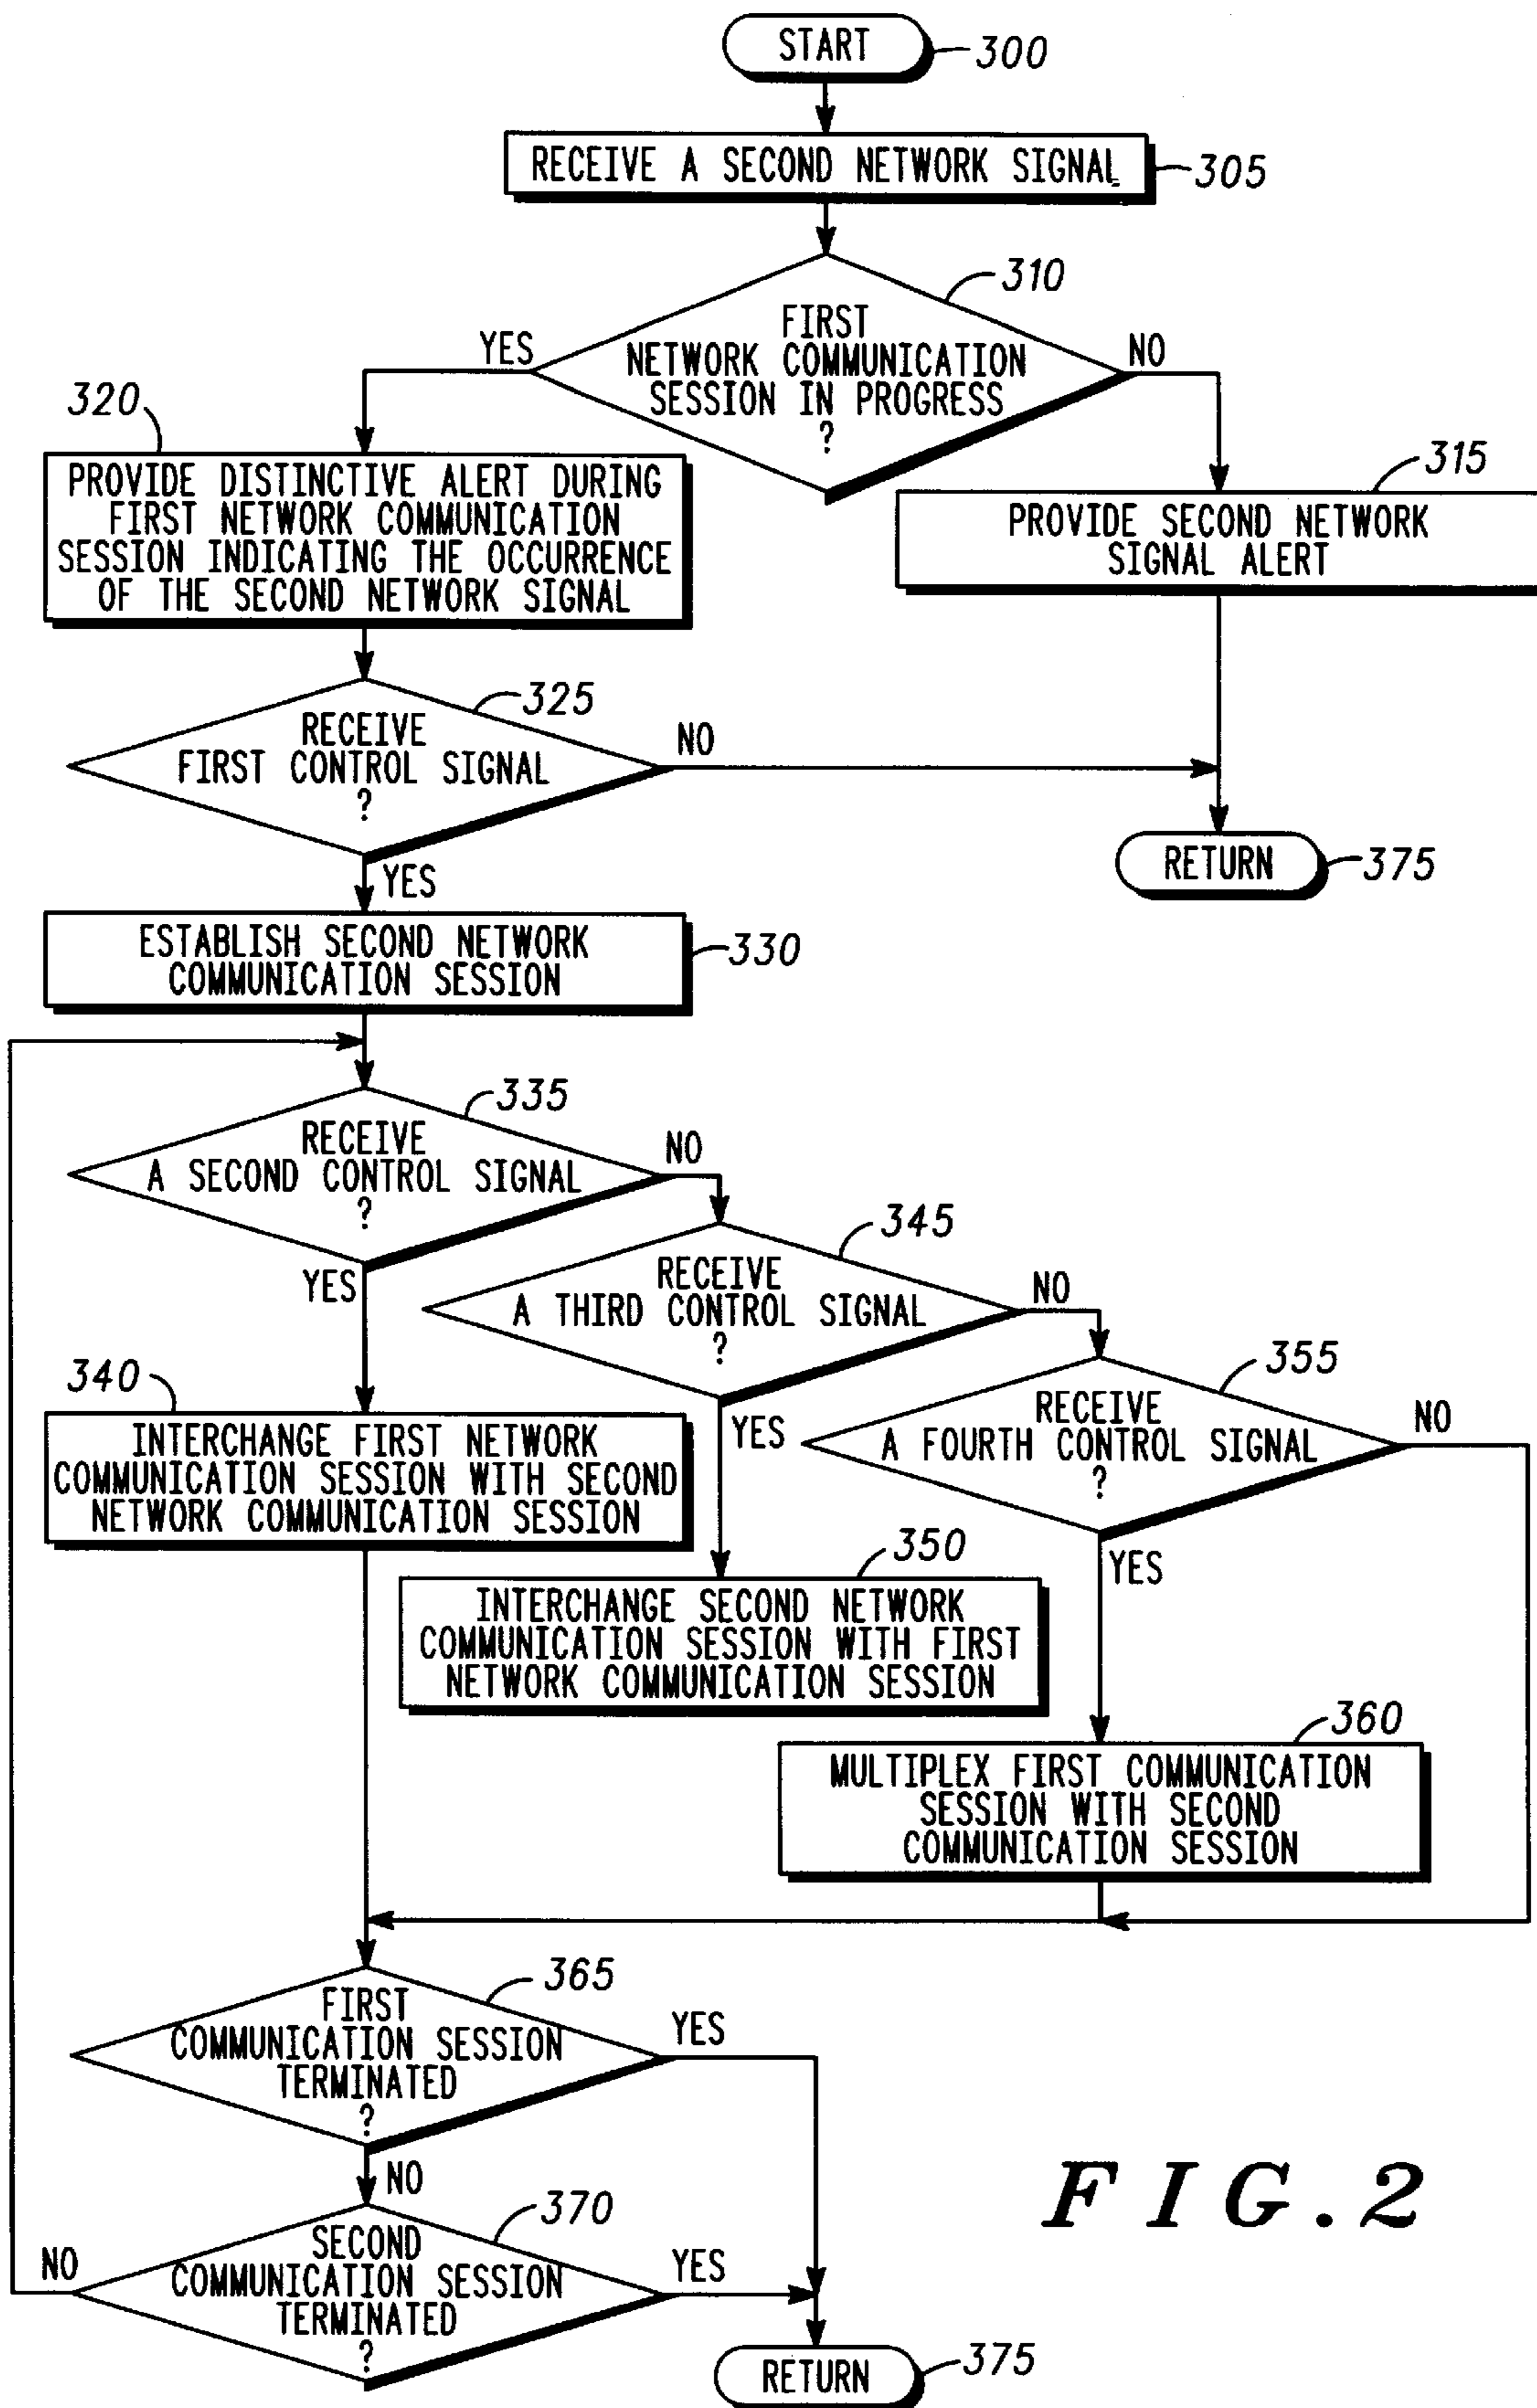 START
300
RECEIVE A SECOND NETWORK SIGNAL
305
310
FIRST
NETWORK COMMUNICATION
SESSION IN PROGRESS
?
YES
NO
320
PROVIDE DISTINCTIVE ALERT DURING
FIRST NETWORK COMMUNICATION
SESSION INDICATING THE OCCURRENCE
OF THE SECOND NETWORK SIGNAL
315
PROVIDE SECOND NETWORK
SIGNAL ALERT
325
RECEIVE
FIRST CONTROL SIGNAL
?
NO
YES
RETURN
375
ESTABLISH SECOND NETWORK
COMMUNICATION SESSION
330
335
RECEIVE
A SECOND CONTROL SIGNAL
?
NO
YES
345
RECEIVE
A THIRD CONTROL SIGNAL
?
NO
YES
355
RECEIVE
A FOURTH CONTROL SIGNAL
?
NO
YES
340
INTERCHANGE FIRST NETWORK
COMMUNICATION SESSION WITH SECOND
NETWORK COMMUNICATION SESSION
350
INTERCHANGE SECOND NETWORK
COMMUNICATION SESSION WITH FIRST
NETWORK COMMUNICATION SESSION
360
MULTIPLEX FIRST COMMUNICATION
SESSION WITH SECOND
COMMUNICATION SESSION
365
FIRST
COMMUNICATION SESSION
TERMINATED
?
YES
NO
370
SECOND
COMMUNICATION SESSION
TERMINATED
?
NO
YES
RETURN
375
FIG.2